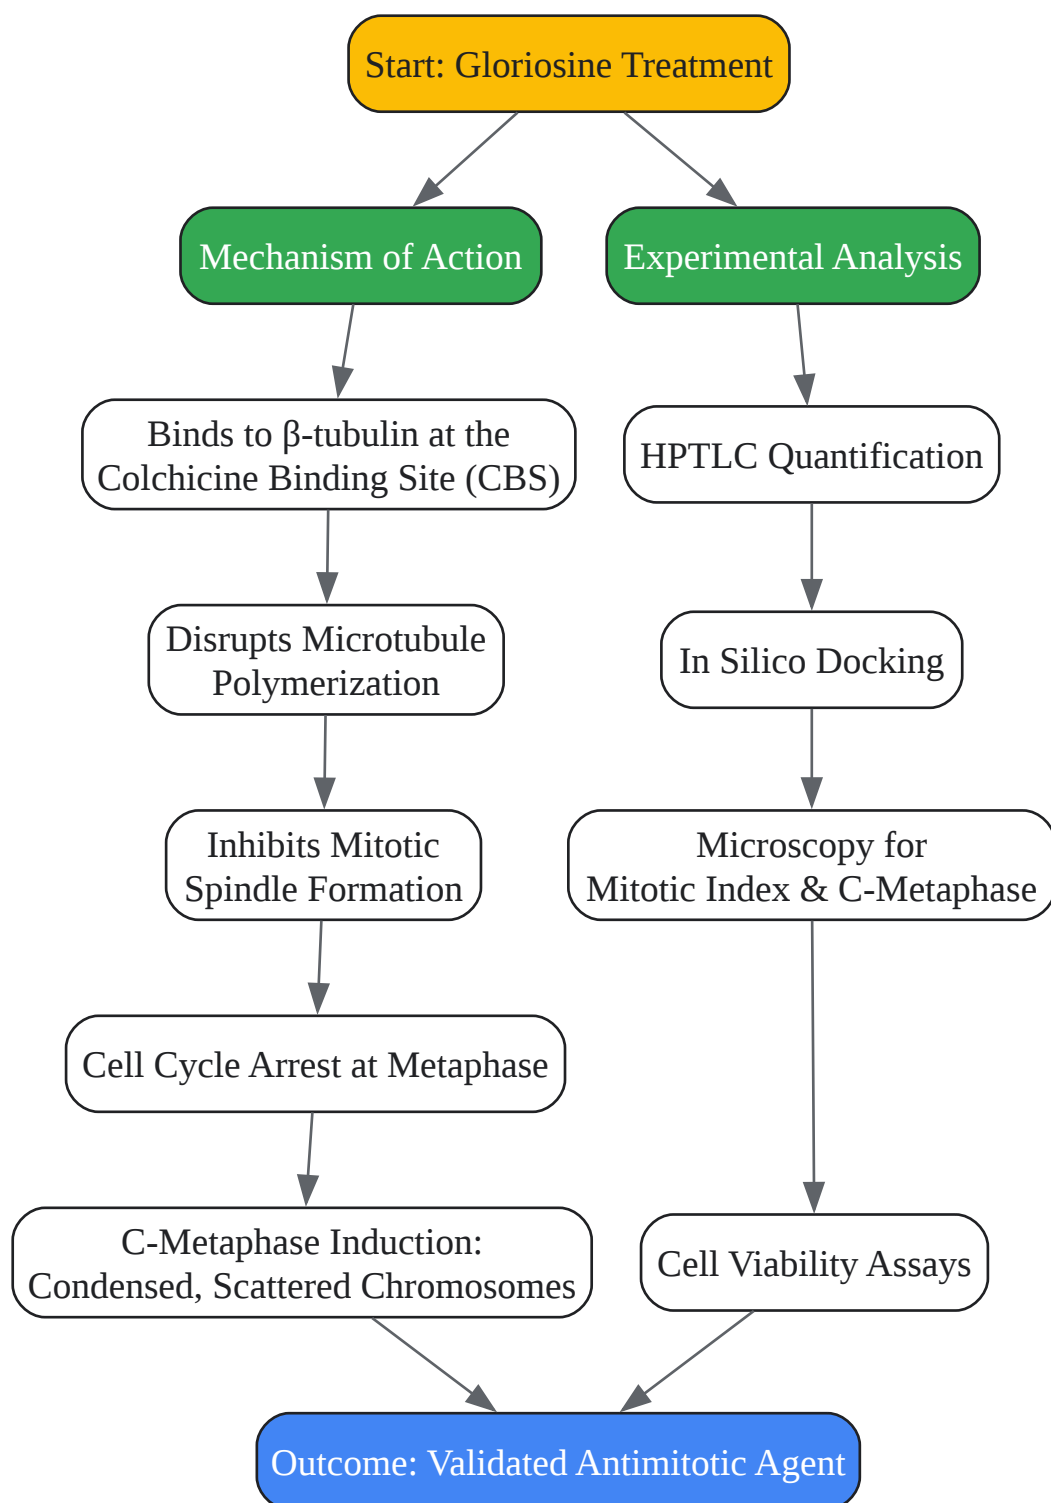 Start: Gloriosine Treatment
Mechanism of Action
Experimental Analysis
Binds to β-tubulin at the
Colchicine Binding Site (CBS)
HPTLC Quantification
Disrupts Microtubule
Polymerization
In Silico Docking
Inhibits Mitotic
Spindle Formation
Microscopy for
Mitotic Index & C-Metaphase
Cell Cycle Arrest at Metaphase
C-Metaphase Induction:
Condensed, Scattered Chromosomes
Cell Viability Assays
Outcome: Validated Antimitotic Agent